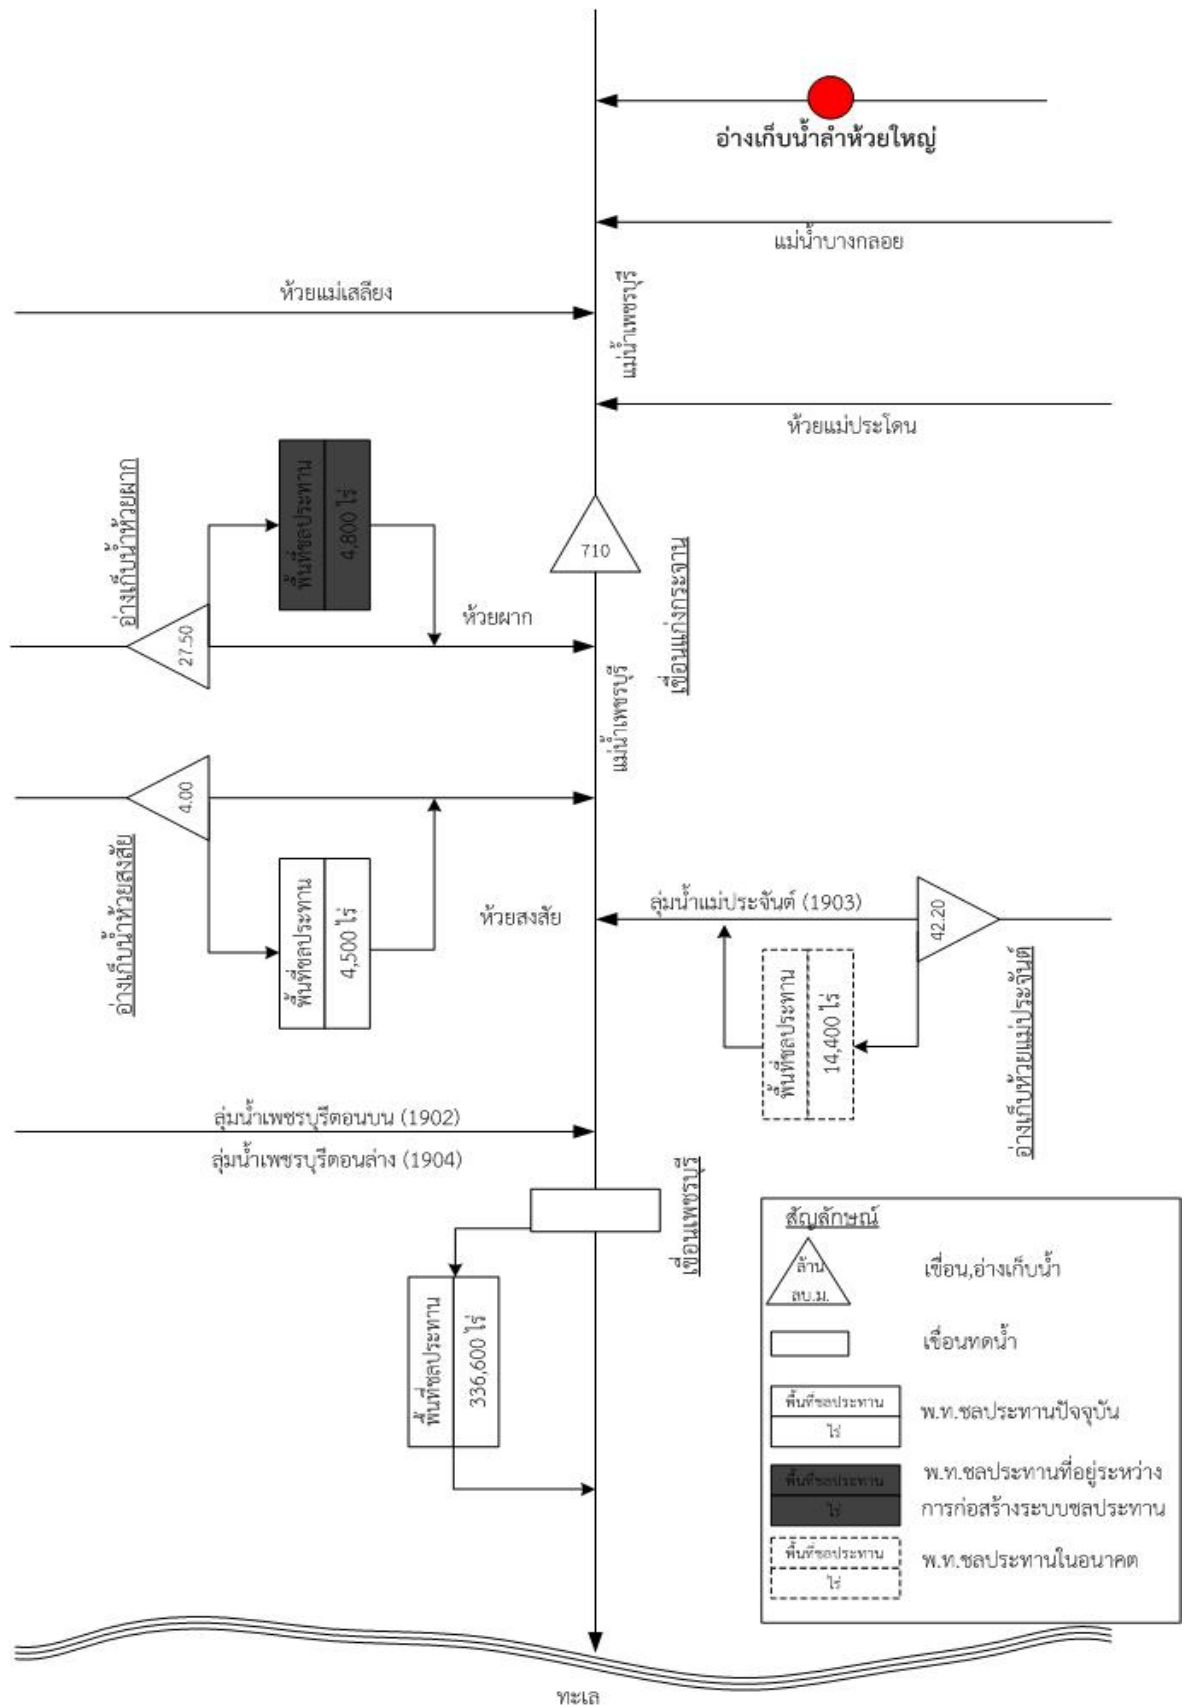 อ่างเก็บน้ำลำห้วยใหญ่
แม่น้ำบางกลอย
ห้วยแม่เสลียง
แม่น้ำเพชรบุรี
ห้วยแม่ประโดน
อ่างเก็บน้ำห้วยผาก
พื้นที่ชลประทาน
4,800 ไร่
710
เขื่อนแก่งกระจาน
ห้วยผาก
27.50
แม่น้ำเพชรบุรี
4.00
อ่างเก็บน้ำห้วยสงสัย
พื้นที่ชลประทาน
4,500 ไร่
ห้วยสงสัย
ลุ่มน้ำแม่ประจันต์ (1903)
42.20
พื้นที่ชลประทาน
14,400 ไร่
อ่างเก็บห้วยแม่ประจันต์
ลุ่มน้ำเพชรบุรีตอนบน (1902)
ลุ่มน้ำเพชรบุรีตอนล่าง (1904)
เขื่อนเพชรบุรี
พื้นที่ชลประทาน
336,600 ไร่
สัญลักษณ์
ล้าน
ลบ.ม.
เขื่อน,อ่างเก็บน้ำ
เขื่อนทดน้ำ
พื้นที่ชลประทาน
ไร่
พ.ท.ชลประทานปัจจุบัน
พื้นที่ชลประทาน
ไร่
พ.ท.ชลประทานที่อยู่ระหว่าง
การก่อสร้างระบบชลประทาน
พื้นที่ชลประทาน
ไร่
พ.ท.ชลประทานในอนาคต
ทะเล